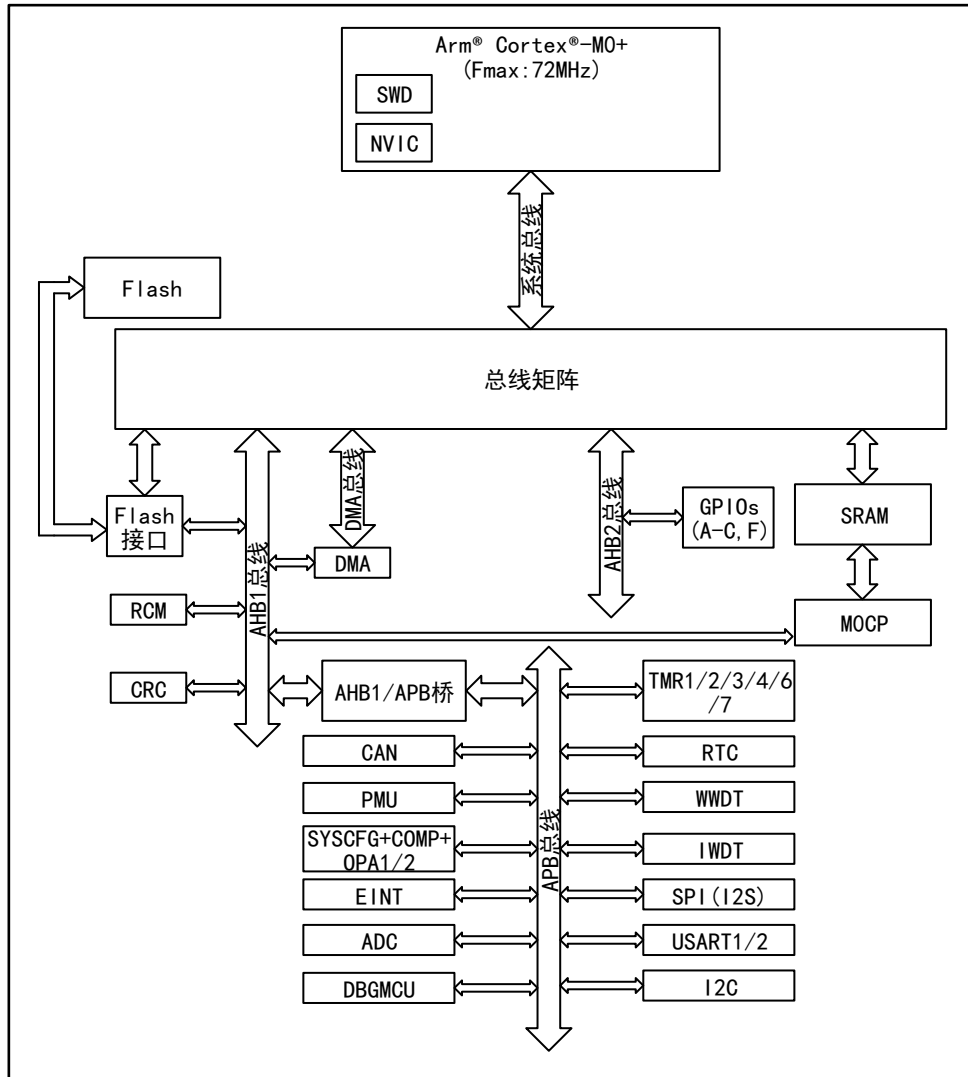 Arm® Cortex®-M0+
(Fmax:72MHz)
SWD
NVIC
系统总线
Flash
总线矩阵
Flash
接口
AHB1总线
DMA总线
DMA
AHB2总线
GPIOs
(A-C,F)
SRAM
RCM
M0CP
CRC
AHB1/APB桥
APB总线
TMR1/2/3/4/6
/7
CAN
RTC
PMU
WWDT
SYSCFG+COMP+
OPA1/2
IWDT
EINT
SPI(I2S)
ADC
USART1/2
DBGMCU
I2C